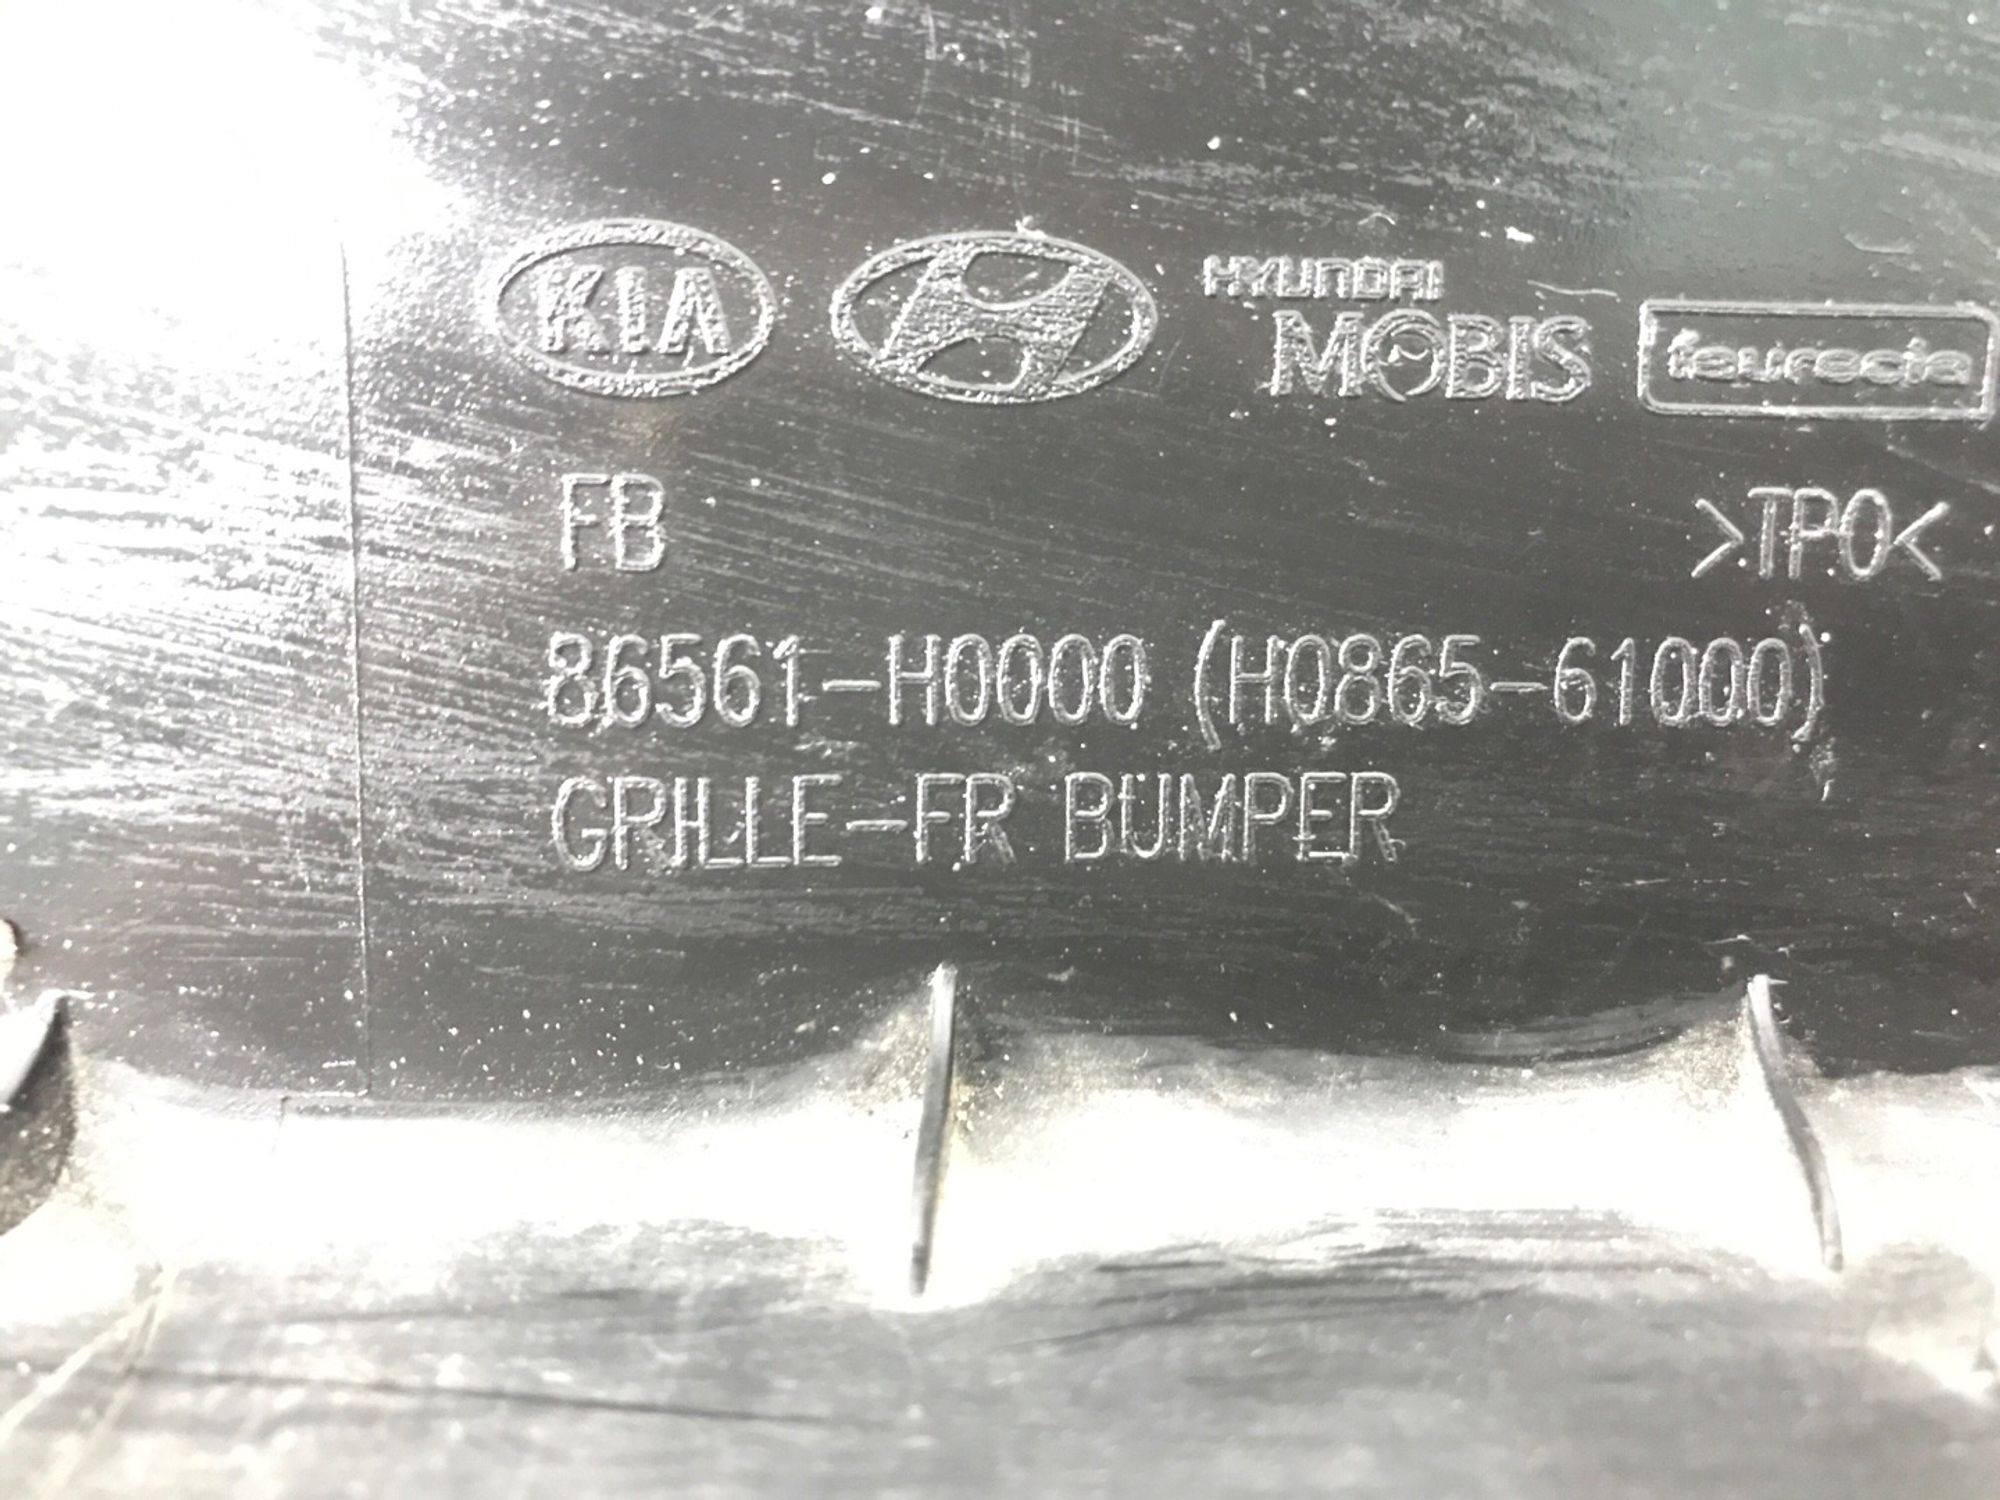 KIA HYUNDAI
MOBIS faurecia
FB >TPO<
86561-H0000 (H0865-61000)
GRILLE-FR BUMPER